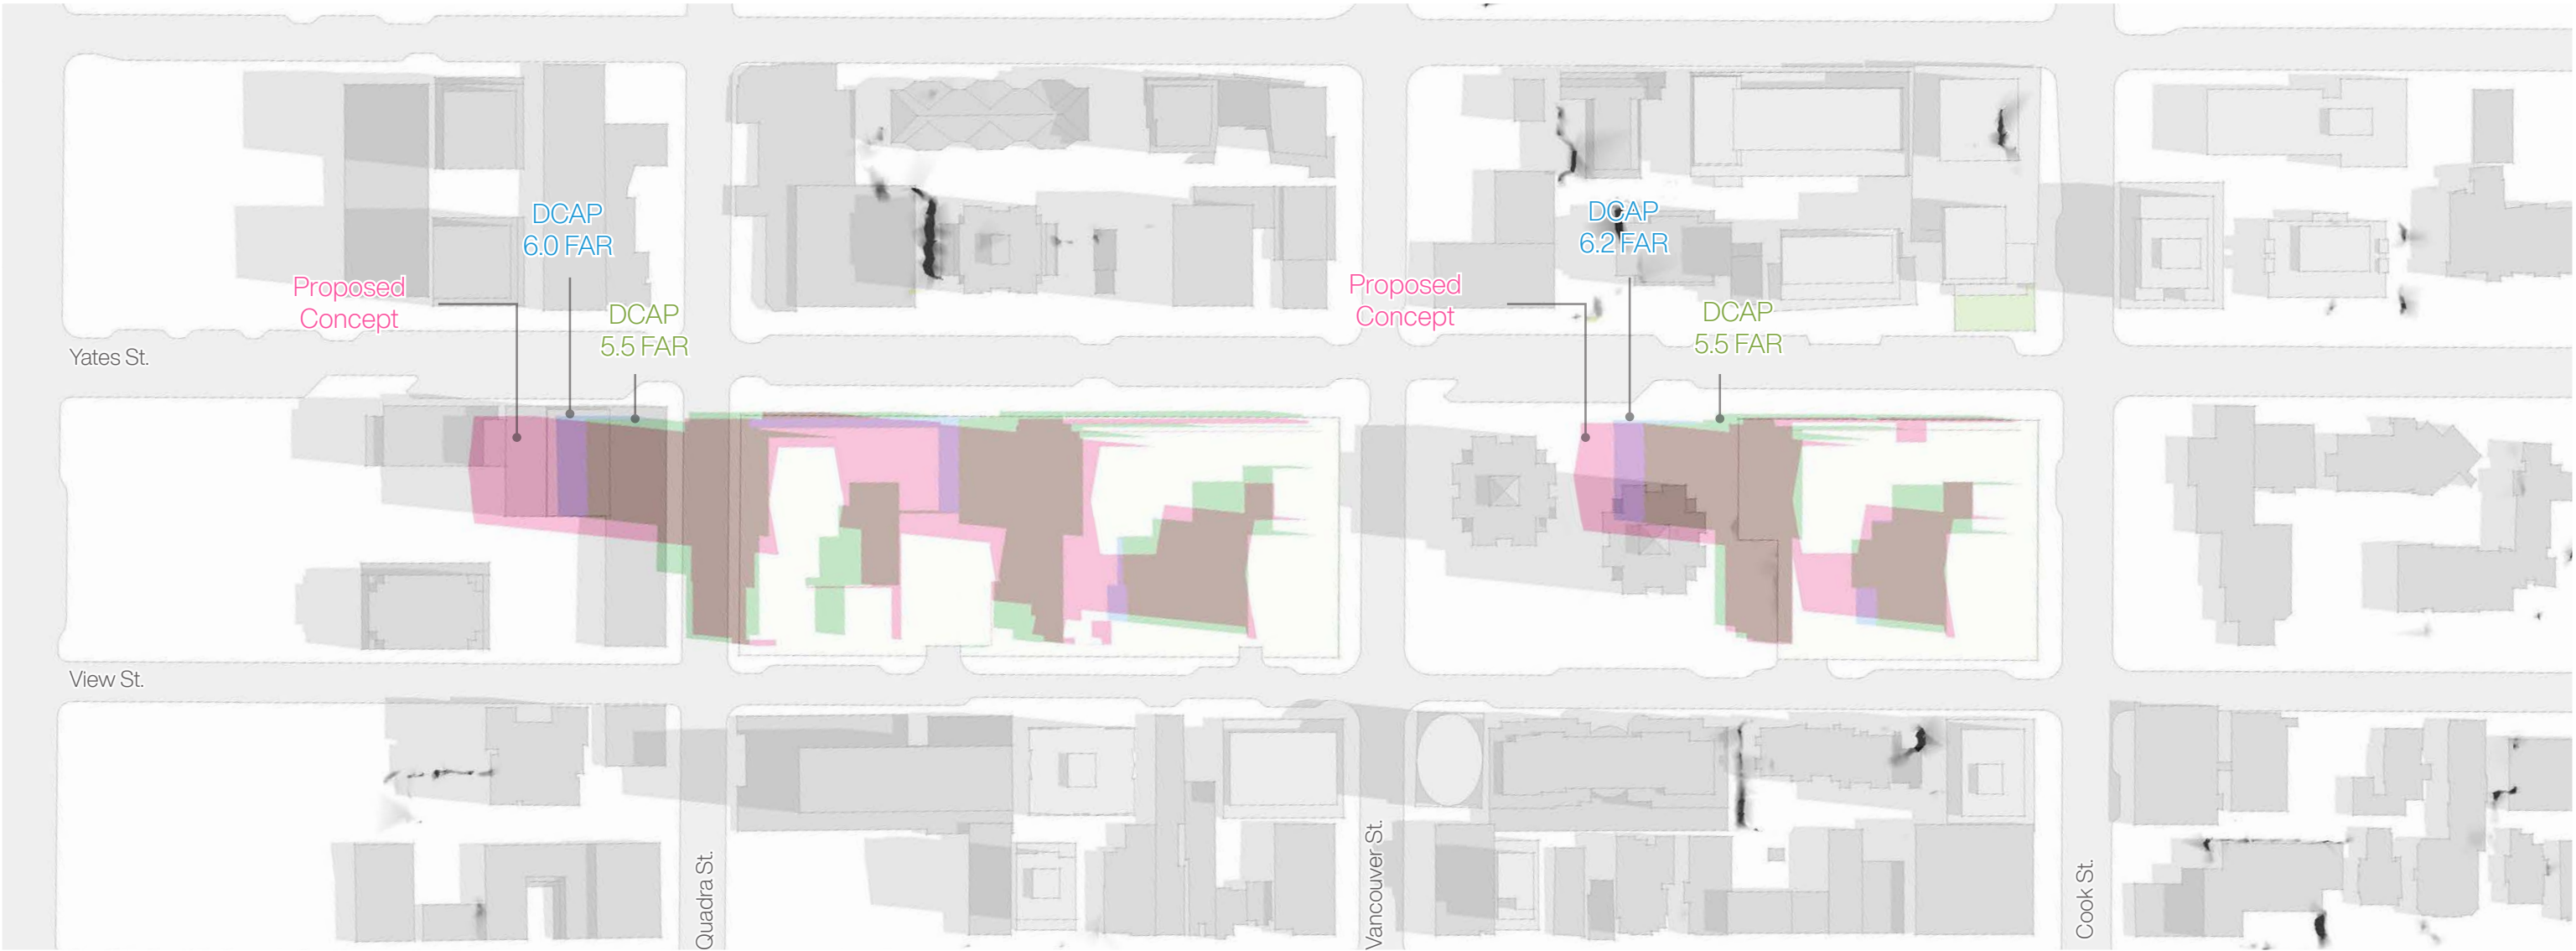 DCAP
6.0 FAR
Proposed
Concept
DCAP
5.5 FAR
DCAP
6.2 FAR
Proposed
Concept
DCAP
5.5 FAR
Yates St.
View St.
Quadra St.
Vancouver St.
Cook St.